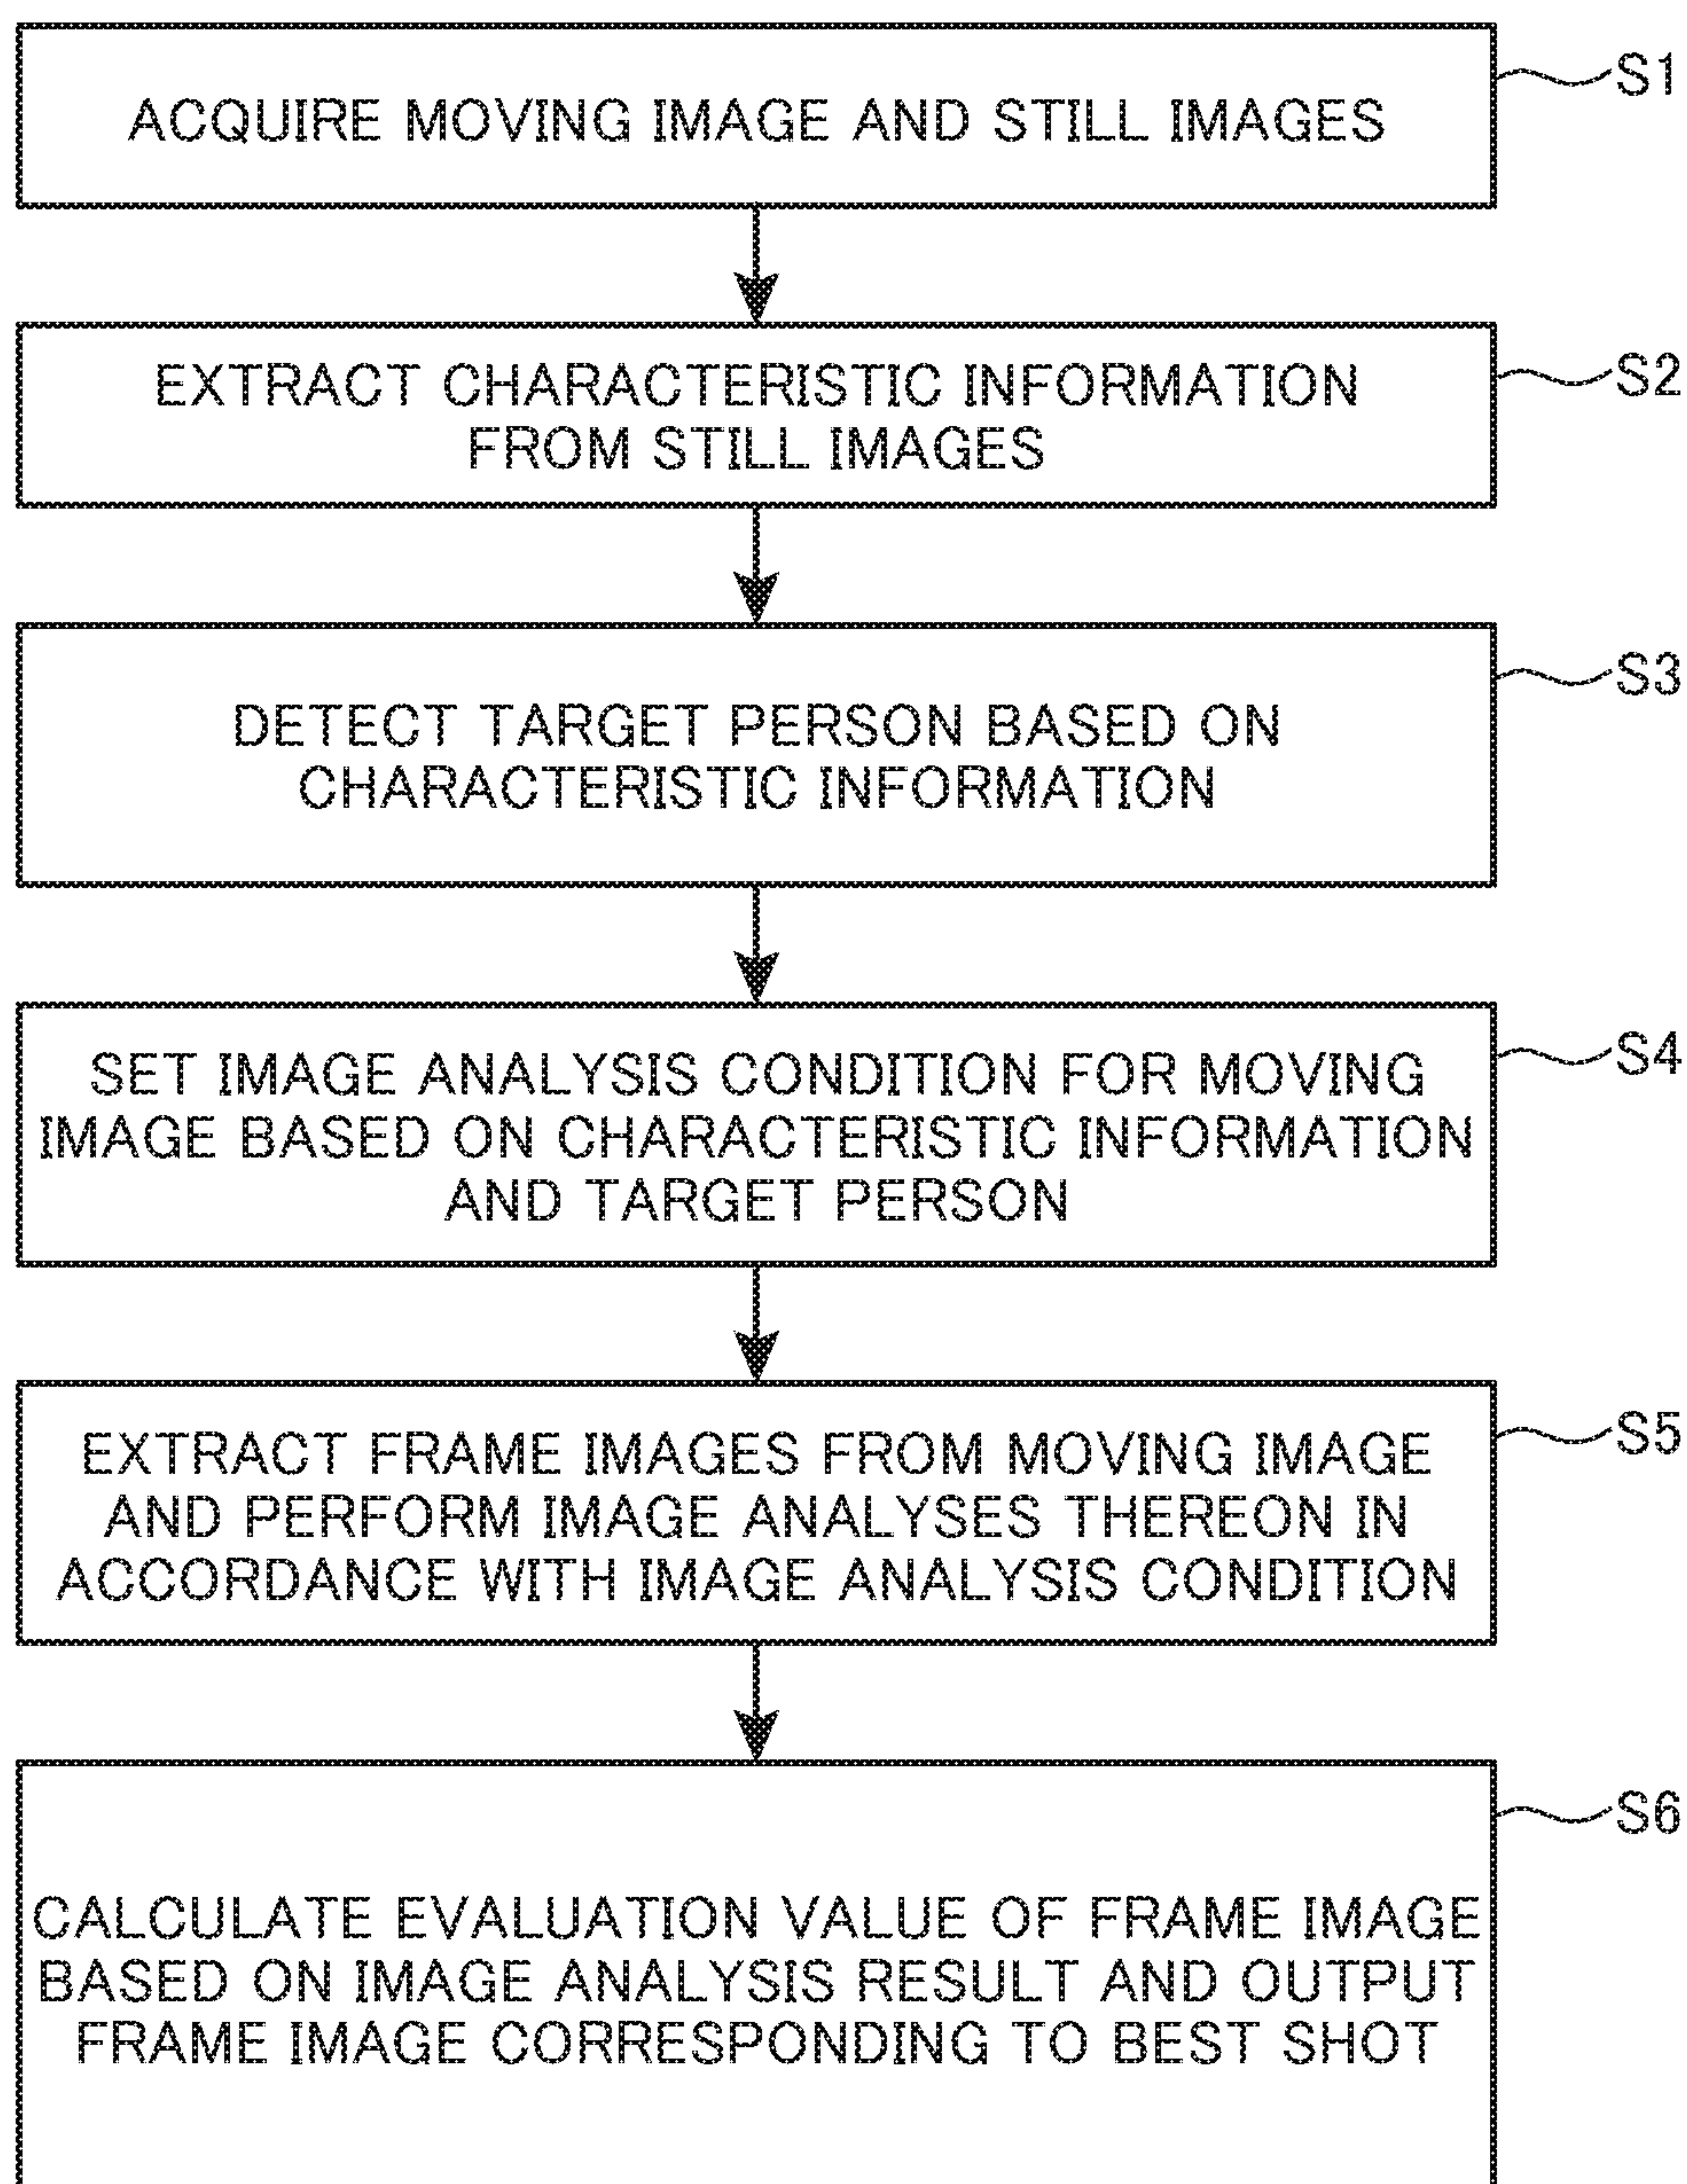 ACQUIRE MOVING IMAGE AND STILL IMAGES
S1
EXTRACT CHARACTERISTIC INFORMATION
FROM STILL IMAGES
S2
DETECT TARGET PERSON BASED ON
CHARACTERISTIC INFORMATION
S3
SET IMAGE ANALYSIS CONDITION FOR MOVING
IMAGE BASED ON CHARACTERISTIC INFORMATION
AND TARGET PERSON
S4
EXTRACT FRAME IMAGES FROM MOVING IMAGE
AND PERFORM IMAGE ANALYSES THEREON IN
ACCORDANCE WITH IMAGE ANALYSIS CONDITION
S5
CALCULATE EVALUATION VALUE OF FRAME IMAGE
BASED ON IMAGE ANALYSIS RESULT AND OUTPUT
FRAME IMAGE CORRESPONDING TO BEST SHOT
S6